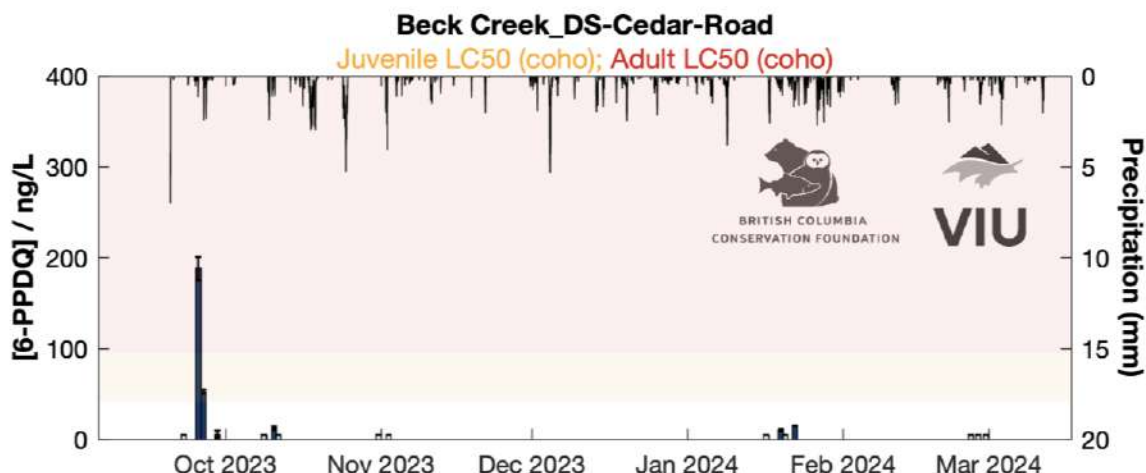 Beck Creek_DS-Cedar-Road
Juvenile LC50 (coho); Adult LC50 (coho)
400
300
200
100
0
[6-PPDQ] / ng/L
0
5
10
15
20
Precipitation (mm)
BRITISH COLUMBIA
CONSERVATION FOUNDATION
VIU
Oct 2023 Nov 2023 Dec 2023 Jan 2024 Feb 2024 Mar 2024